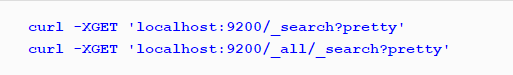 curl -XGET 'localhost:9200/_search?pretty'
curl -XGET 'localhost:9200/_all/_search?pretty'